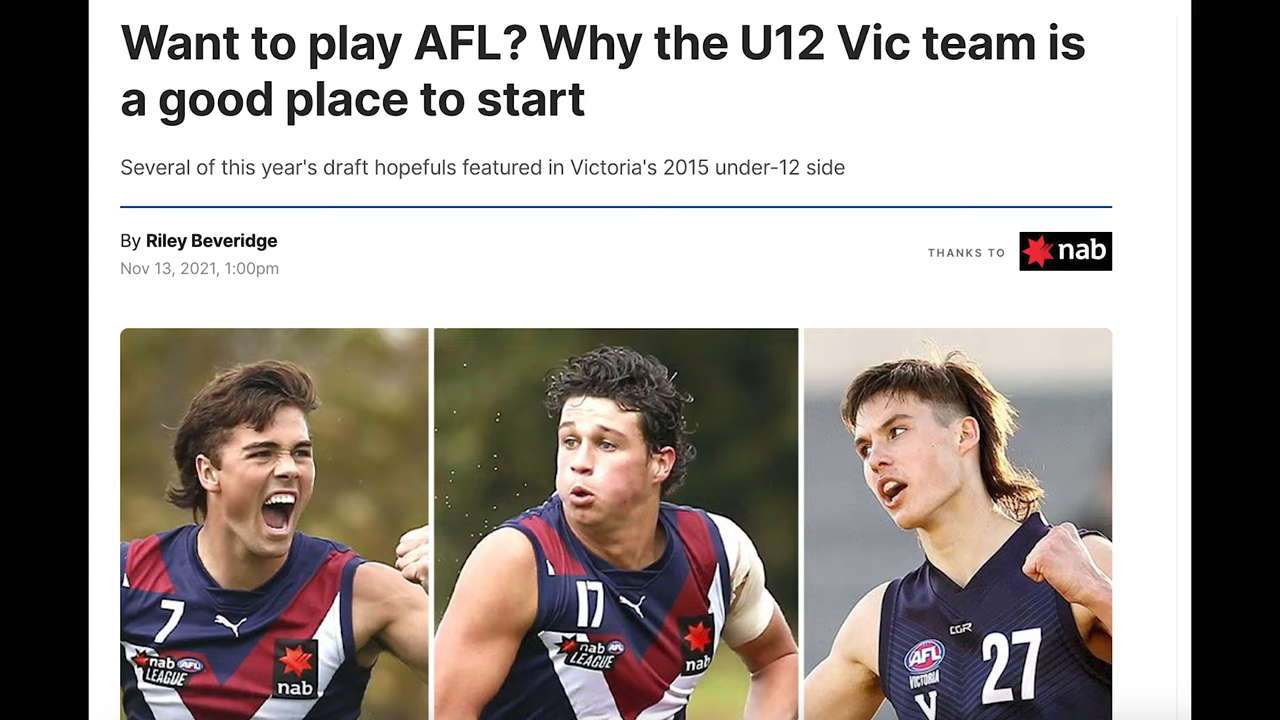 Want to play AFL? Why the U12 Vic team is
a good place to start
Several of this year's draft hopefuls featured in Victoria's 2015 under-12 side
By Riley Beveridge
Nov 13, 2021, 1:00pm
THANKS TO nab
7
nab AFL
LEAGUE
nab
17
nab AFL
LEAGUE
nab
CGR
AFL
VICTORIA
V
27